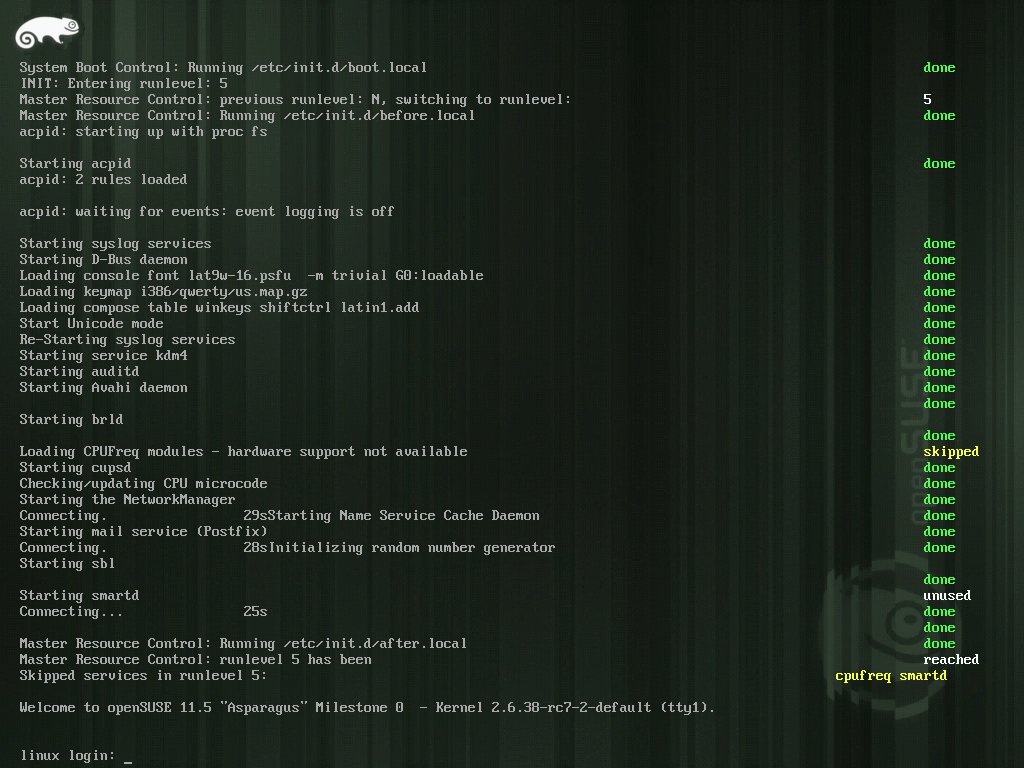 System Boot Control: Running /etc/init.d/boot.local done
INIT: Entering runlevel: 5
Master Resource Control: previous runlevel: N, switching to runlevel: 5
Master Resource Control: Running /etc/init.d/before.local done
acpid: starting up with proc fs
Starting acpid done
acpid: 2 rules loaded
acpid: waiting for events: event logging is off
Starting syslog services done
Starting D-Bus daemon done
Loading console font lat9w-16.psfu  -m trivial G0:loadable done
Loading keymap i386/qwerty/us.map.gz done
Loading compose table winkeys shiftctrl latin1.add done
Start Unicode mode done
Re-Starting syslog services done
Starting service kdm4 done
Starting auditd done
Starting Avahi daemon done
done
Starting brld
done
Loading CPUFreq modules - hardware support not available skipped
Starting cupsd done
Checking/updating CPU microcode done
Starting the NetworkManager done
Connecting. 29sStarting Name Service Cache Daemon done
Starting mail service (Postfix) done
Connecting. 28sInitializing random number generator done
Starting sbl
done
Starting smartd unused
Connecting... 25s done
done
Master Resource Control: Running /etc/init.d/after.local done
Master Resource Control: runlevel 5 has been reached
Skipped services in runlevel 5: cpufreq smartd
Welcome to openSUSE 11.5 "Asparagus" Milestone 0  - Kernel 2.6.38-rc7-2-default (tty1).
linux login: _
openSUSE